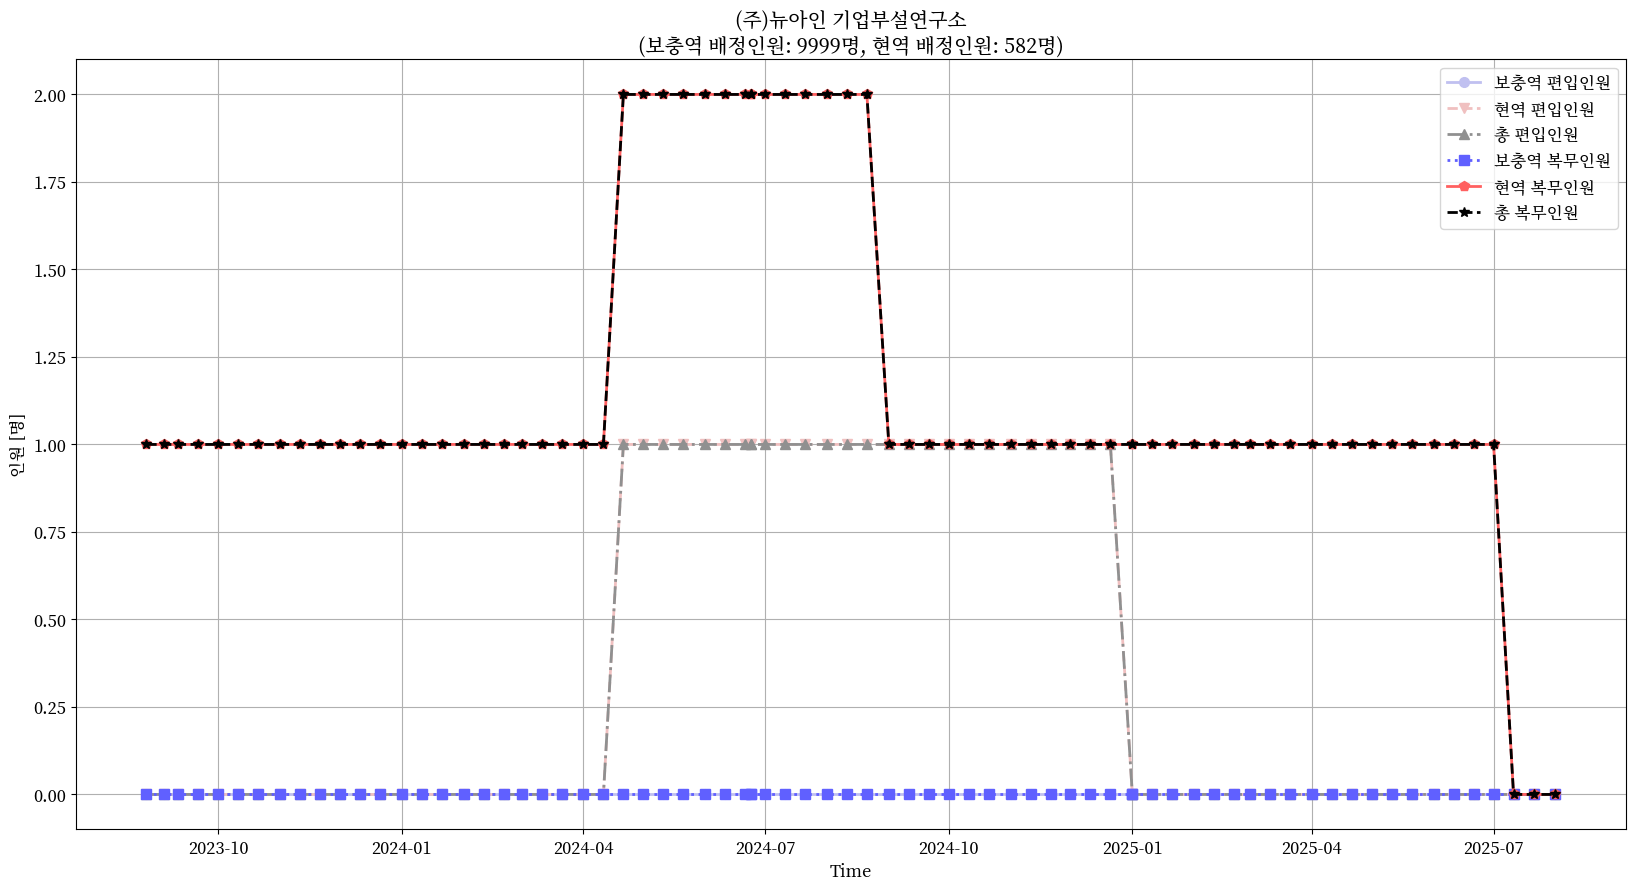 (주)뉴아인 기업부설연구소
(보충역 배정인원: 9999명, 현역 배정인원: 582명)
보충역 편입인원
현역 편입인원
총 편입인원
보충역 복무인원
현역 복무인원
총 복무인원
인원 [명]
2.00
1.75
1.50
1.25
1.00
0.75
0.50
0.25
0.00
2023-10
2024-01
2024-04
2024-07
2024-10
2025-01
2025-04
2025-07
Time